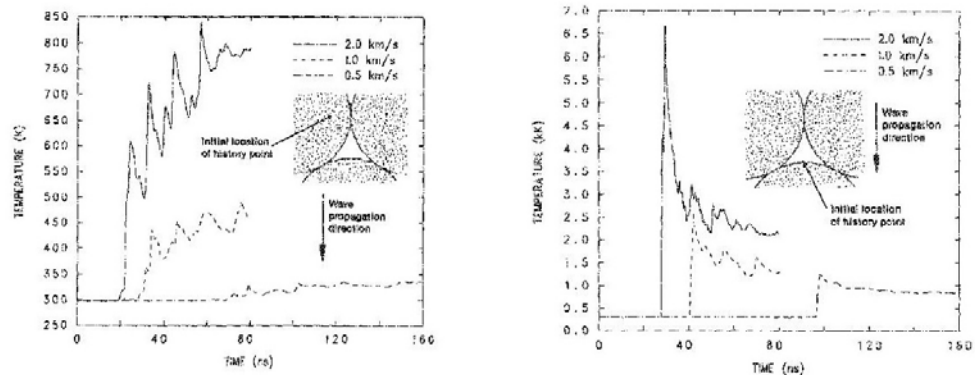 850
800
750
700
650
600
550
500
450
400
350
300
250
TEMPERATURE (K)
2.0 km/s
1.0 km/s
0.5 km/s
Initial location
of history point
Wave
propagation
direction
0 40 80 120 160
TIME (ns)
7.0
6.5
6.0
5.5
5.0
4.5
4.0
3.5
3.0
2.5
2.0
1.5
1.0
0.5
0.0
TEMPERATURE (kK)
2.0 km/s
1.0 km/s
0.5 km/s
Wave
propagation
direction
Initial location
of history point
0 40 80 120 160
TIME (ns)